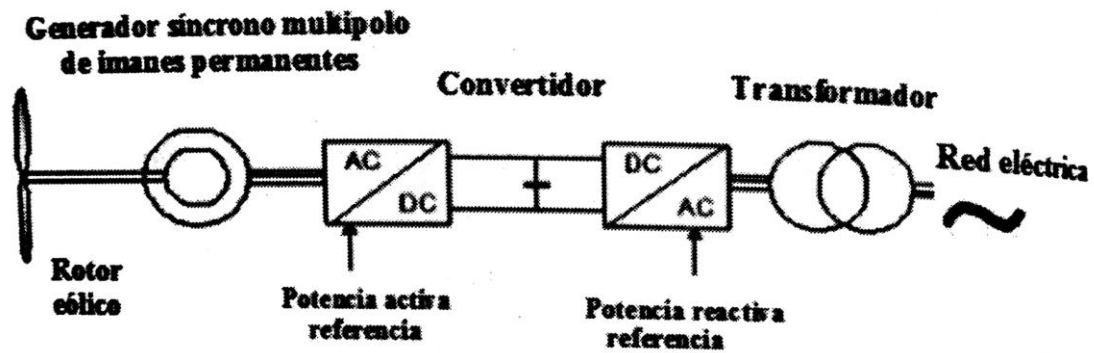 Generador síncrono mukipolo
de imanes permanentes
Convertidor
Transformador
AC
DC
DC
AC
Red eléctrica
Rotor
eólico
Potencia activa
referencia
Potencia reactiva
referencia